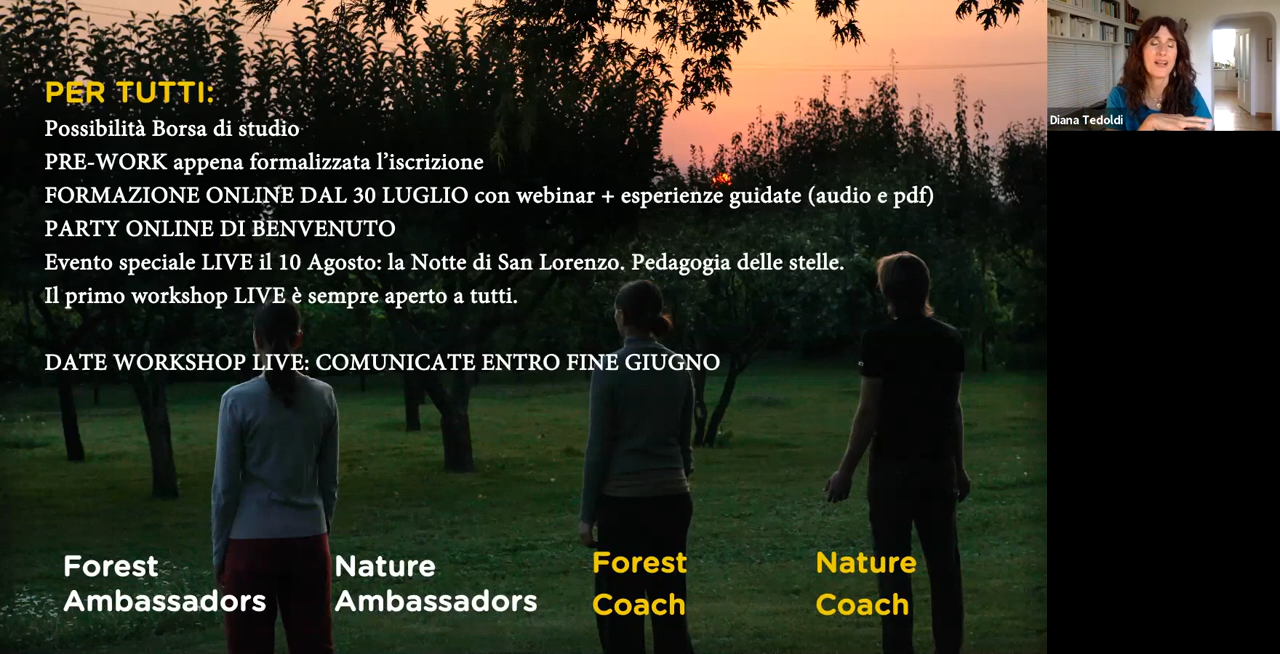 PER TUTTI:
Possibilità Borsa di studio
PRE-WORK appena formalizzata l’iscrizione
FORMAZIONE ONLINE DAL 30 LUGLIO con webinar + esperienze guidate (audio e pdf)
PARTY ONLINE DI BENVENUTO
Evento speciale LIVE il 10 Agosto: la Notte di San Lorenzo. Pedagogia delle stelle.
Il primo workshop LIVE è sempre aperto a tutti.
DATE WORKSHOP LIVE: COMUNICATE ENTRO FINE GIUGNO
Forest
Ambassadors
Nature
Ambassadors
Forest
Coach
Nature
Coach
Diana Tedoldi